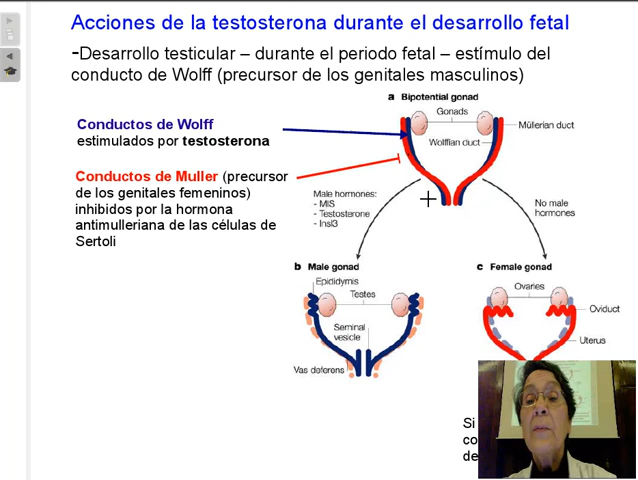 Acciones de la testosterona durante el desarrollo fetal
-Desarrollo testicular – durante el periodo fetal – estímulo del
conducto de Wolff (precursor de los genitales masculinos)
a Bipotential gonad
Gonads
Müllerian duct
Wolffian duct
Conductos de Wolff
estimulados por testosterona
Conductos de Muller (precursor
de los genitales femeninos)
inhibidos por la hormona
antimulleriana de las células de
Sertoli
Male hormones:
- MIS
- Testosterone
- Insl3
No male
hormones
b Male gonad
Epididymis
Testes
Seminal
vesicle
Vas deferens
c Female gonad
Ovaries
Oviduct
Uterus
Si
co
de